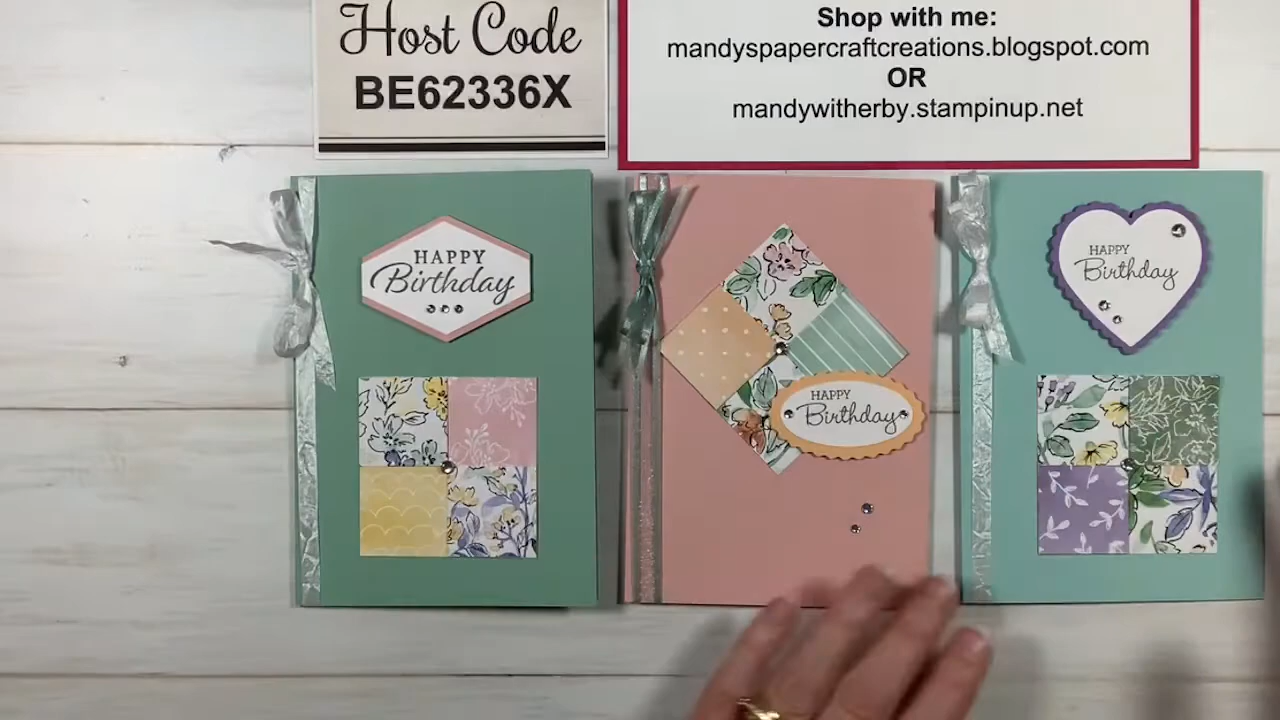 Host Code
BE62336X
Shop with me:
mandyspapercraftcreations.blogspot.com
OR
mandywitherby.stampinup.net
HAPPY
Birthday
HAPPY
Birthday
HAPPY
Birthday